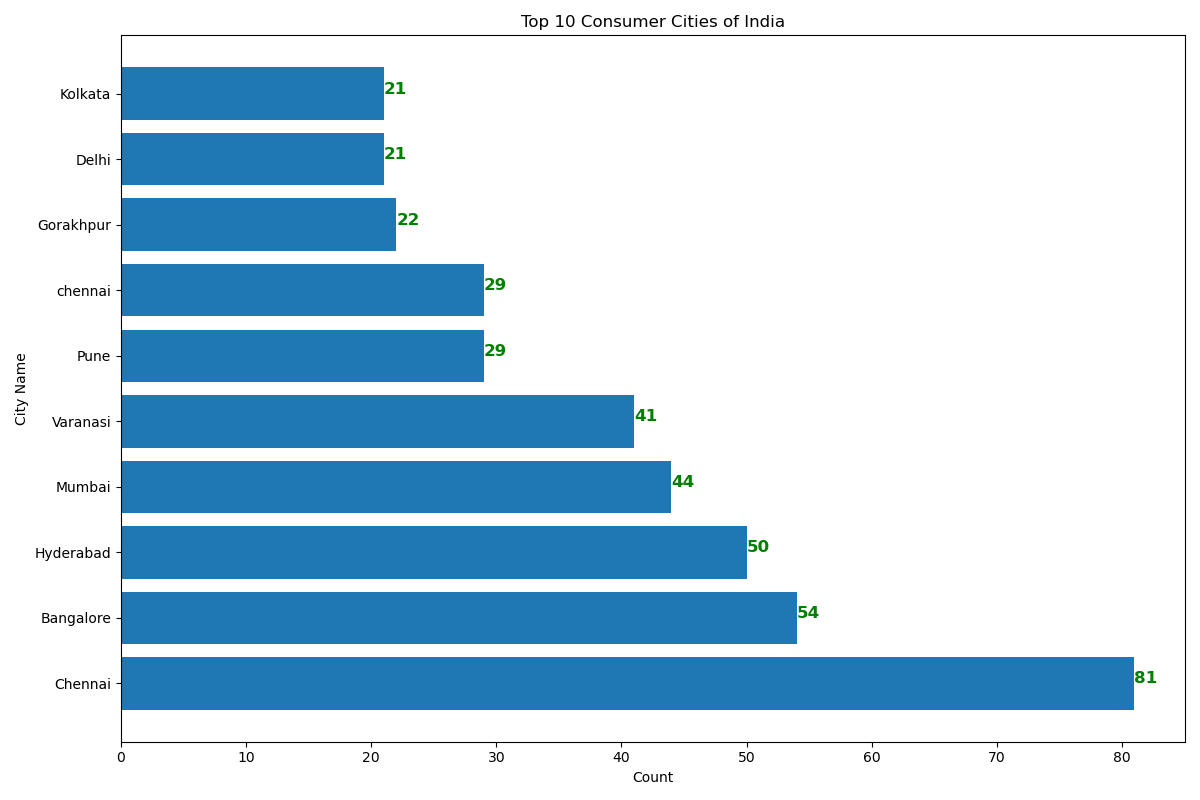 Top 10 Consumer Cities of India
City Name
Kolkata 21
Delhi 21
Gorakhpur 22
chennai 29
Pune 29
Varanasi 41
Mumbai 44
Hyderabad 50
Bangalore 54
Chennai 81
0 10 20 30 40 50 60 70 80
Count